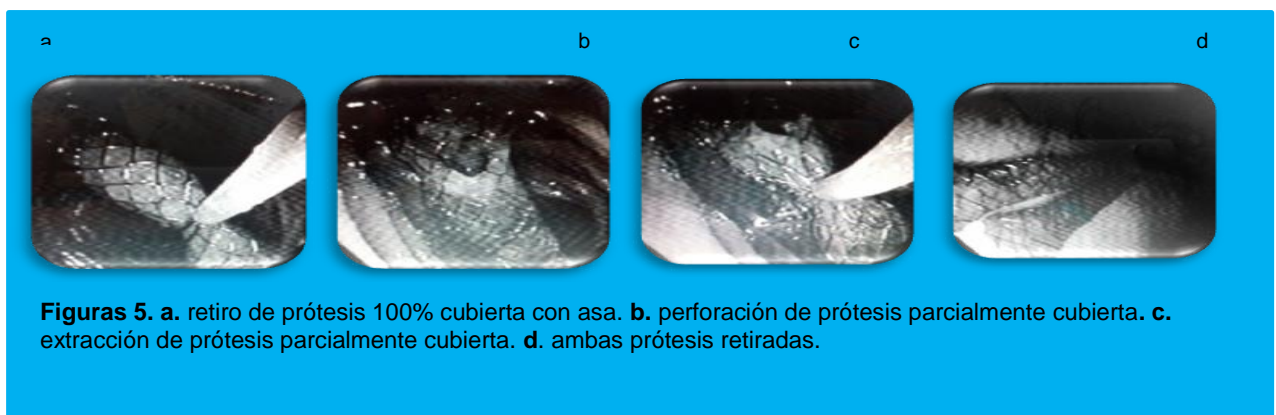 a b c d
Figuras 5. a. retiro de prótesis 100% cubierta con asa. b. perforación de prótesis parcialmente cubierta. c.
extracción de prótesis parcialmente cubierta. d. ambas prótesis retiradas.